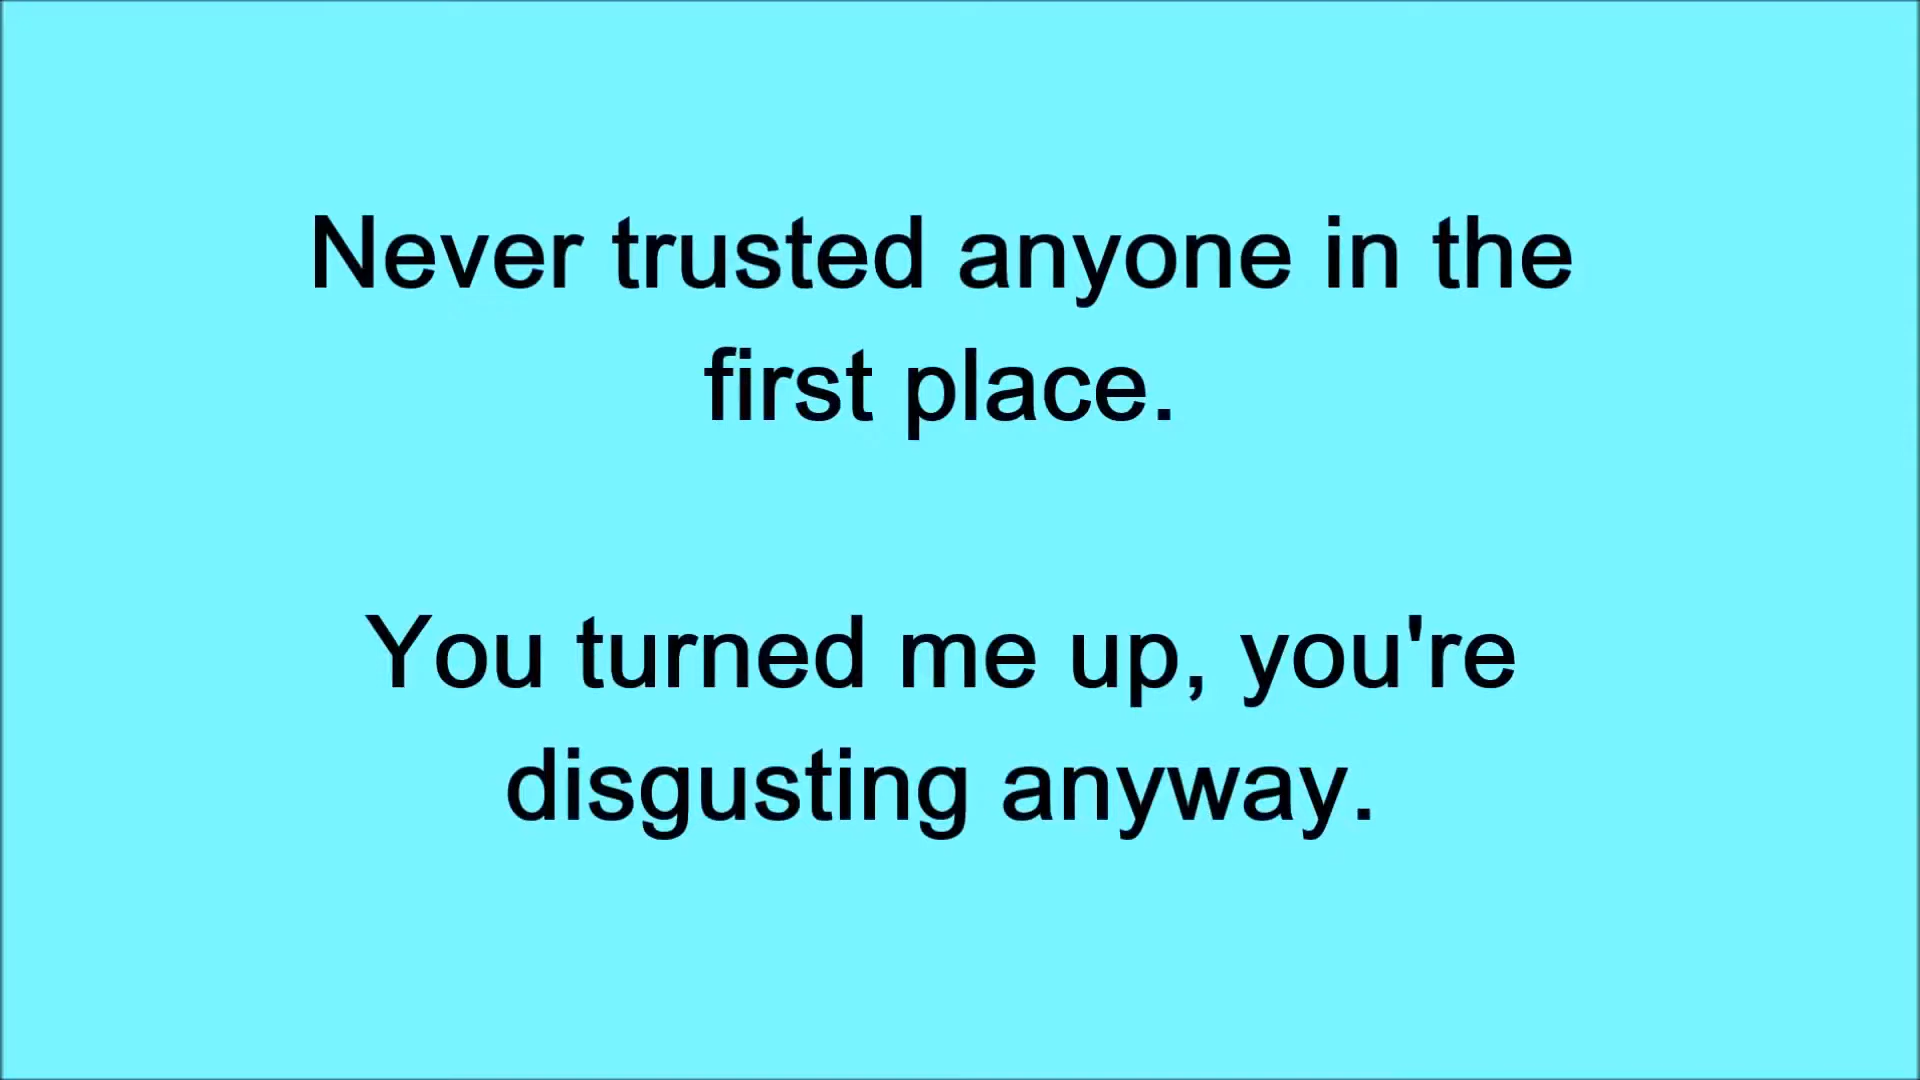 Never trusted anyone in the
first place.
You turned me up, you're
disgusting anyway.